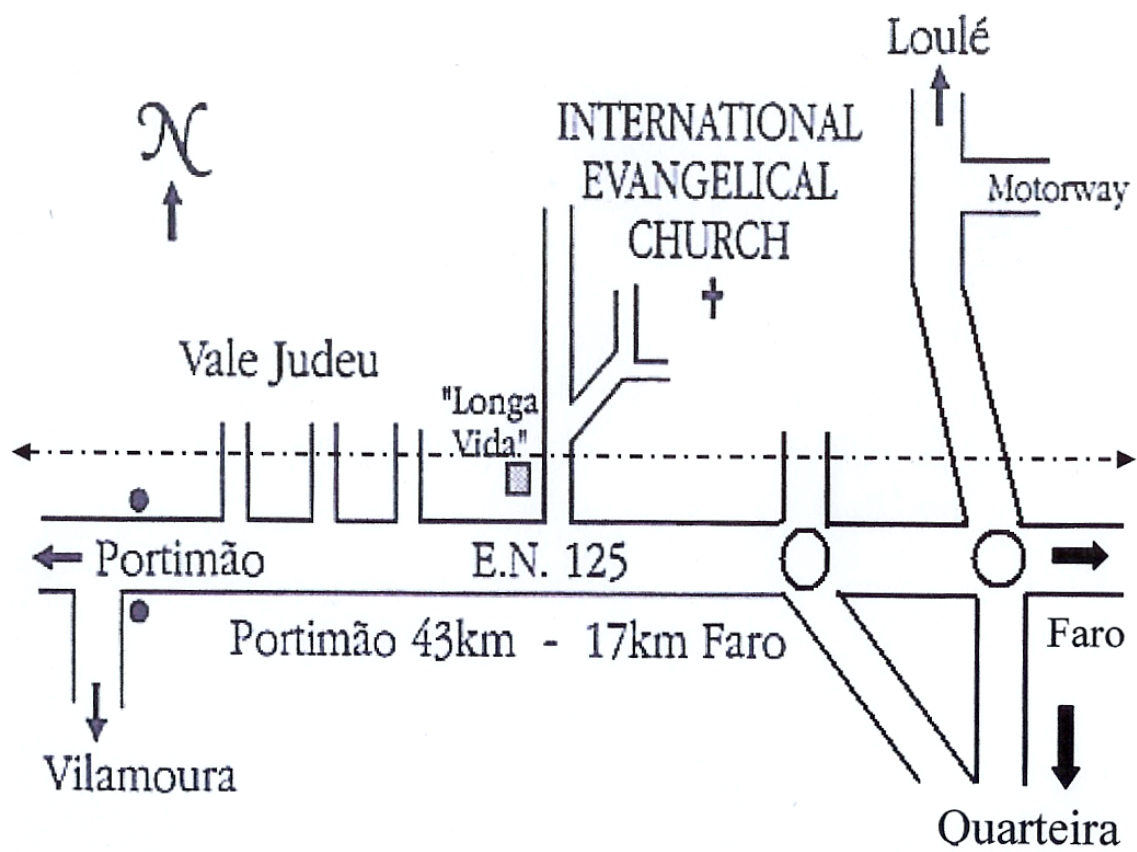 Loulé
N
INTERNATIONAL
EVANGELICAL
CHURCH
Motorway
Vale Judeu
"Longa
Vida"
Portimão
E.N. 125
Portimão 43km - 17km Faro
Faro
Vilamoura
Quarteira